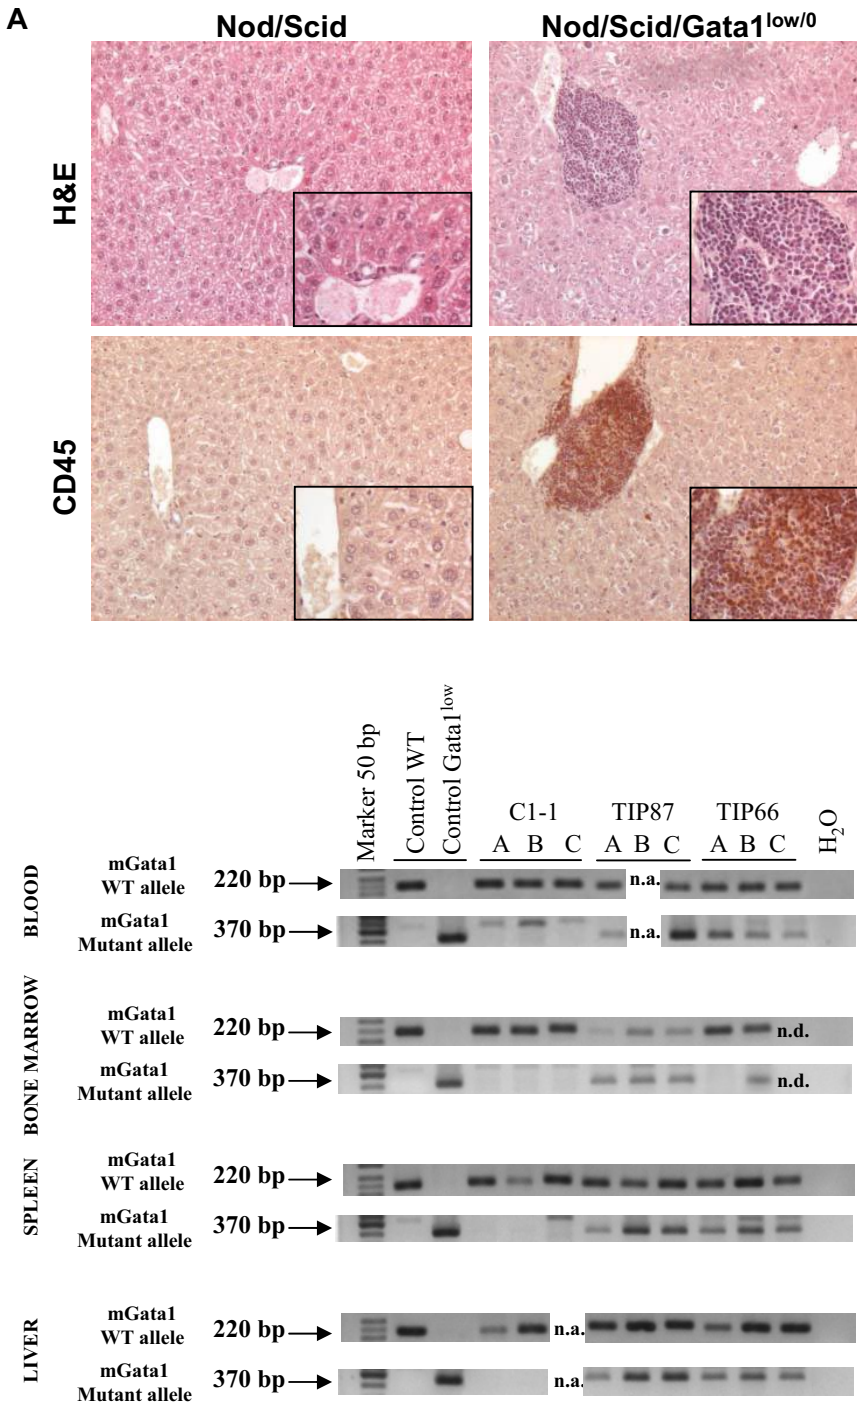 A
Nod/Scid
Nod/Scid/Gata1low/0
H&E
CD45
Marker 50 bp
Control WT
Control Gata1low
C1-1
TIP87
TIP66
H2O
A B C
A B C
A B C
BLOOD
mGata1
WT allele
220 bp
n.a.
mGata1
Mutant allele
370 bp
n.a.
BONE MARROW
mGata1
WT allele
220 bp
n.d.
mGata1
Mutant allele
370 bp
n.d.
SPLEEN
mGata1
WT allele
220 bp
mGata1
Mutant allele
370 bp
LIVER
mGata1
WT allele
220 bp
n.a.
mGata1
Mutant allele
370 bp
n.a.